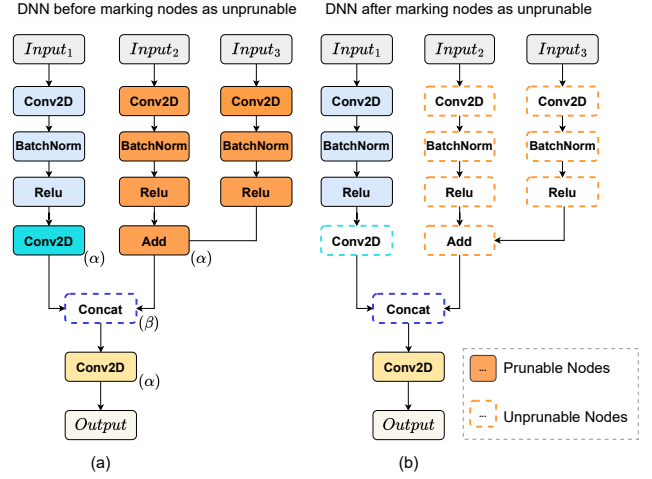 DNN before marking nodes as unprunable
DNN after marking nodes as unprunable
Input₁ Input₂ Input₃
Input₁ Input₂ Input₃
Conv2D Conv2D Conv2D
Conv2D Conv2D Conv2D
BatchNorm BatchNorm BatchNorm
BatchNorm BatchNorm BatchNorm
Relu Relu Relu
Relu Relu Relu
Conv2D (α) Add (α)
Conv2D Add
Concat (β)
Concat
Conv2D (α)
Conv2D
... Prunable Nodes
... Unprunable Nodes
Output
Output
(a)
(b)